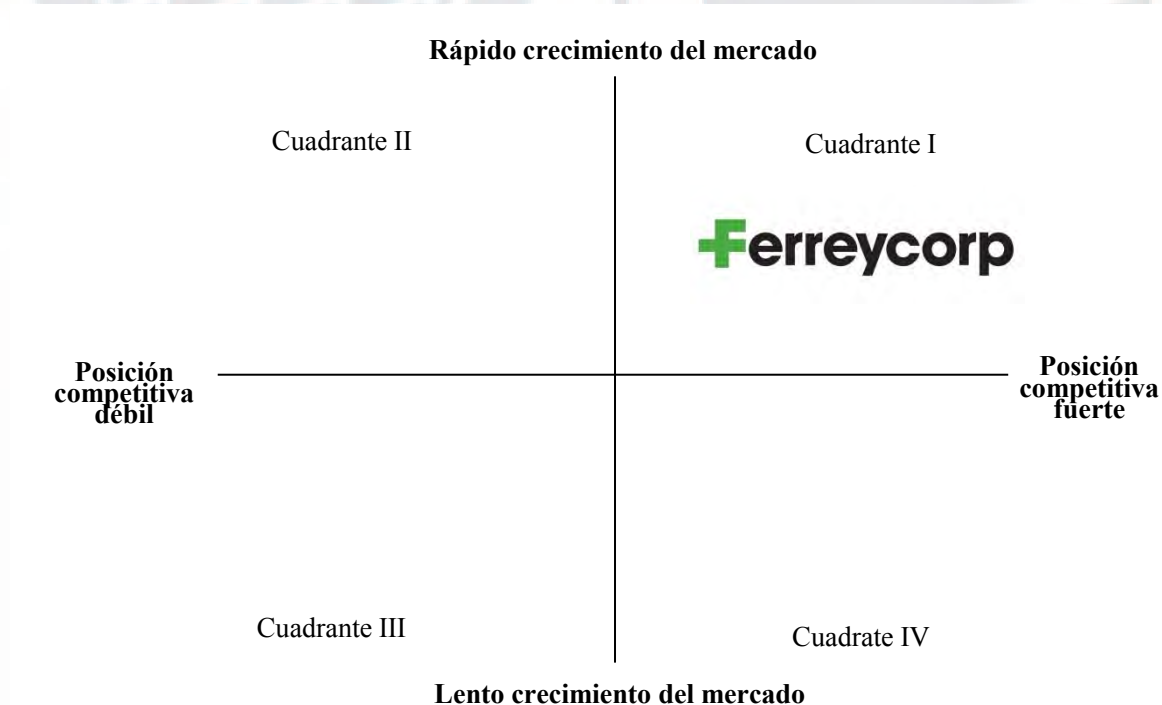 Rápido crecimiento del mercado
Cuadrante II
Cuadrante I
Ferreycorp
Posición
competitiva
débil
Posición
competitiva
fuerte
Cuadrante III
Cuadrate IV
Lento crecimiento del mercado